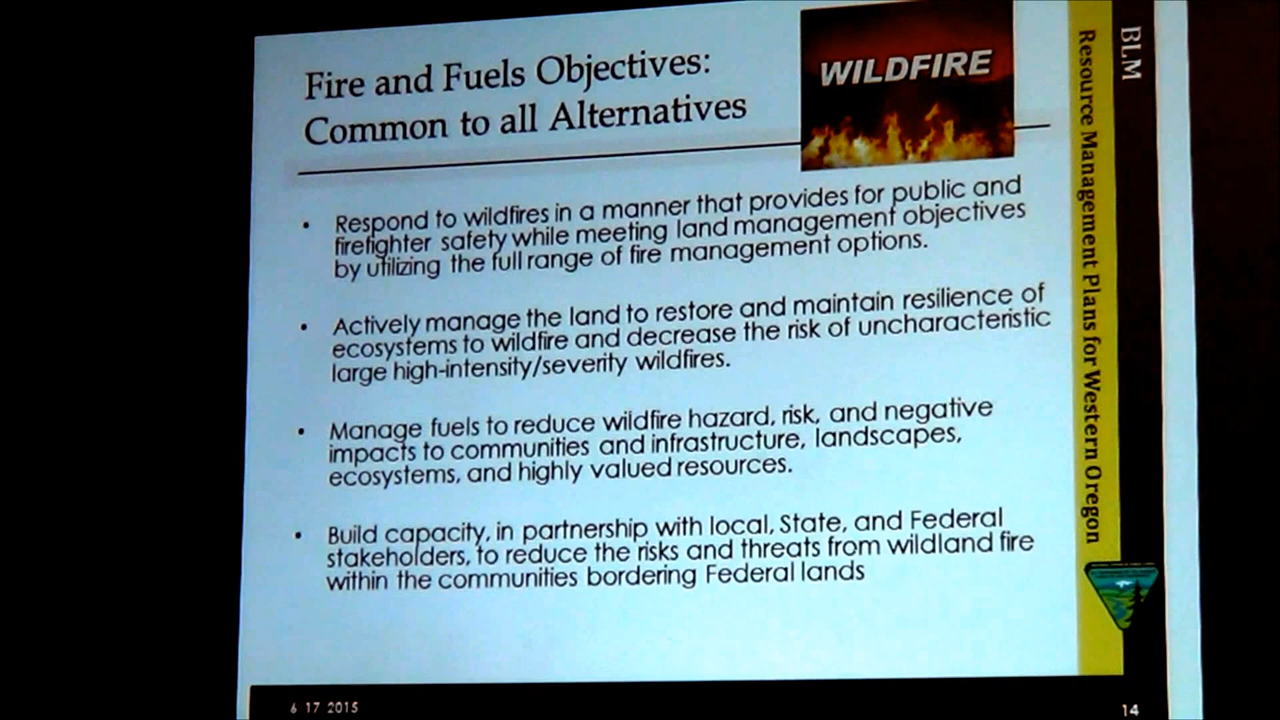 Fire and Fuels Objectives:
Common to all Alternatives
WILDFIRE
• Respond to wildfires in a manner that provides for public and
firefighter safety while meeting land management objectives
by utilizing the full range of fire management options.
• Actively manage the land to restore and maintain resilience of
ecosystems to wildfire and decrease the risk of uncharacteristic
large high-intensity/severity wildfires.
• Manage fuels to reduce wildfire hazard, risk, and negative
impacts to communities and infrastructure, landscapes,
ecosystems, and highly valued resources.
• Build capacity, in partnership with local, State, and Federal
stakeholders, to reduce the risks and threats from wildland fire
within the communities bordering Federal lands
BLM
Resource Management Plans for Western Oregon
6 17 2015
14